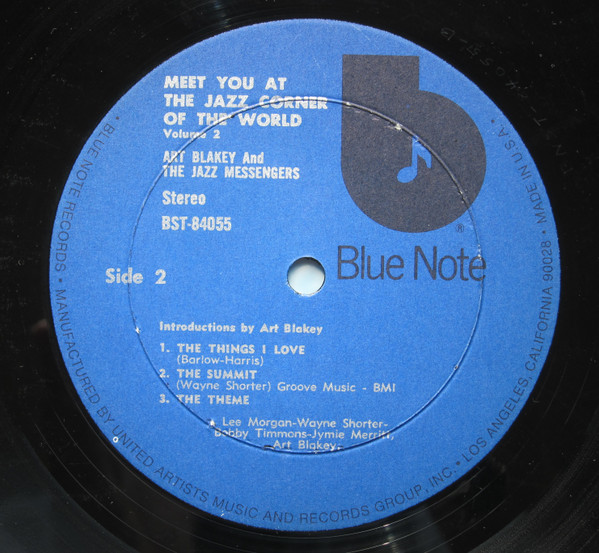 MEET YOU AT
THE JAZZ CORNER
OF THE WORLD
Volume 2
ART BLAKEY And
THE JAZZ MESSENGERS
Stereo
BST-84055
b
®
Blue Note
Side 2
Introductions by Art Blakey
1. THE THINGS I LOVE
(Barlow-Harris)
2. THE SUMMIT
(Wayne Shorter) Groove Music - BMI
3. THE THEME
★ Lee Morgan-Wayne Shorter-
Bobby Timmons-Jymie Merritt,
-Art Blakey-
• BLUE NOTE RECORDS • MANUFACTURED BY UNITED ARTISTS MUSIC AND RECORDS GROUP, INC. • LOS ANGELES, CALIFORNIA 90028 • MADE IN U.S.A.